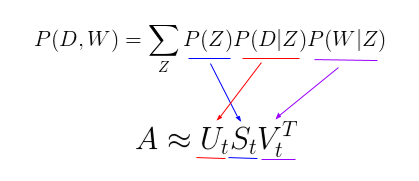 P(D, W) = ∑_Z P(Z)P(D|Z)P(W|Z)
A ≈ U_t S_t V_t^T